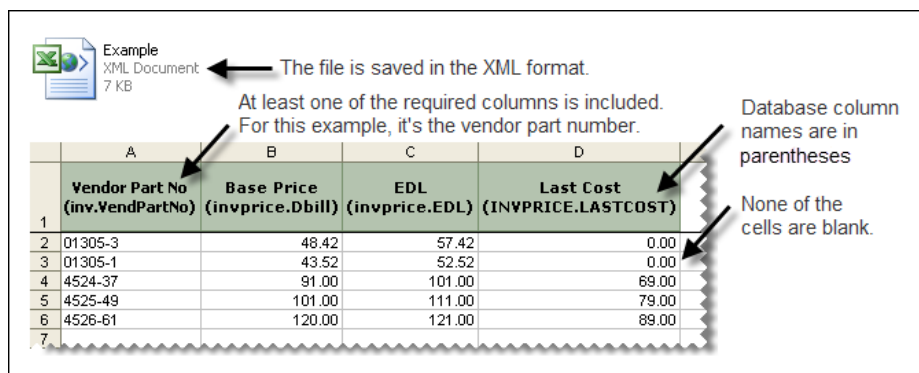 Example
XML Document
7 KB
The file is saved in the XML format.
At least one of the required columns is included.
For this example, it's the vendor part number.
Database column
names are in
parentheses
None of the
cells are blank.
A B C D
1 Vendor Part No Base Price EDL Last Cost
(inv.VendPartNo) (invprice.Dbill) (invprice.EDL) (INVPRICE.LASTCOST)
2 01305-3 48.42 57.42 0.00
3 01305-1 43.52 52.52 0.00
4 4524-37 91.00 101.00 69.00
5 4525-49 101.00 111.00 79.00
6 4526-61 120.00 121.00 89.00
7